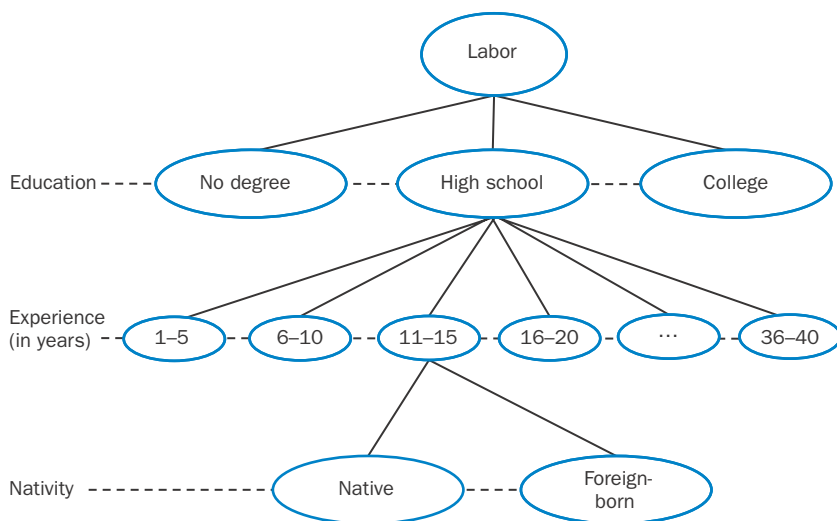 Labor
Education
No degree
High school
College
Experience
(in years)
1–5
6–10
11–15
16–20
...
36–40
Nativity
Native
Foreign-
born